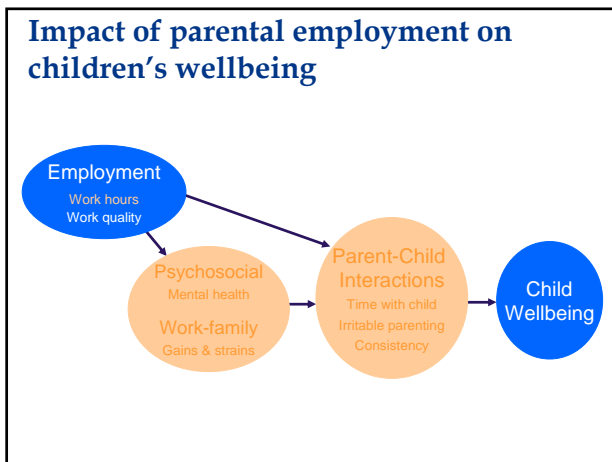 Impact of parental employment on
children’s wellbeing
Employment
Work hours
Work quality
Psychosocial
Mental health
Work-family
Gains & strains
Parent-Child
Interactions
Time with child
Irritable parenting
Consistency
Child
Wellbeing